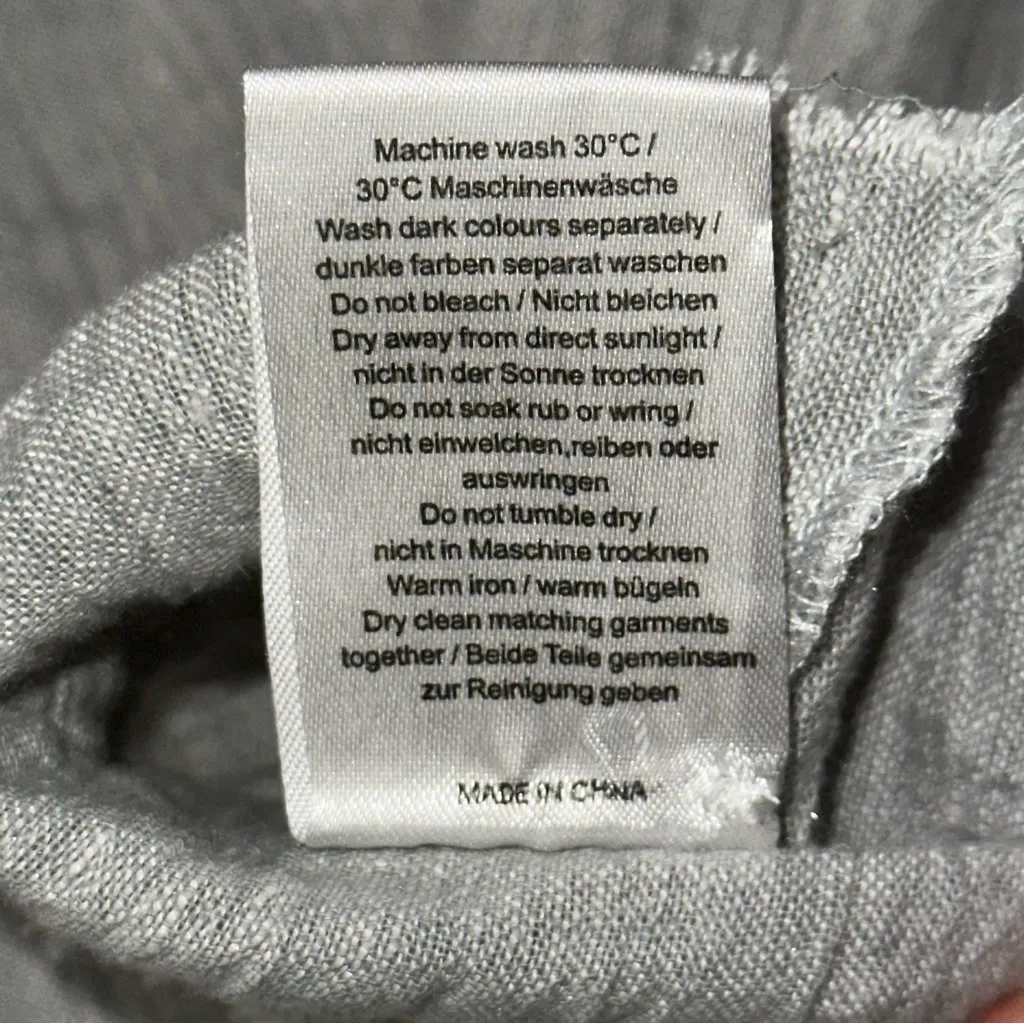 Machine wash 30°C /
30°C Maschinenwäsche
Wash dark colours separately /
dunkle farben separat waschen
Do not bleach / Nicht bleichen
Dry away from direct sunlight /
nicht in der Sonne trocknen
Do not soak rub or wring /
nicht einweichen,reiben oder
auswringen
Do not tumble dry /
nicht in Maschine trocknen
Warm iron / warm bügeln
Dry clean matching garments
together / Beide Teile gemeinsam
zur Reinigung geben
MADE IN CHINA